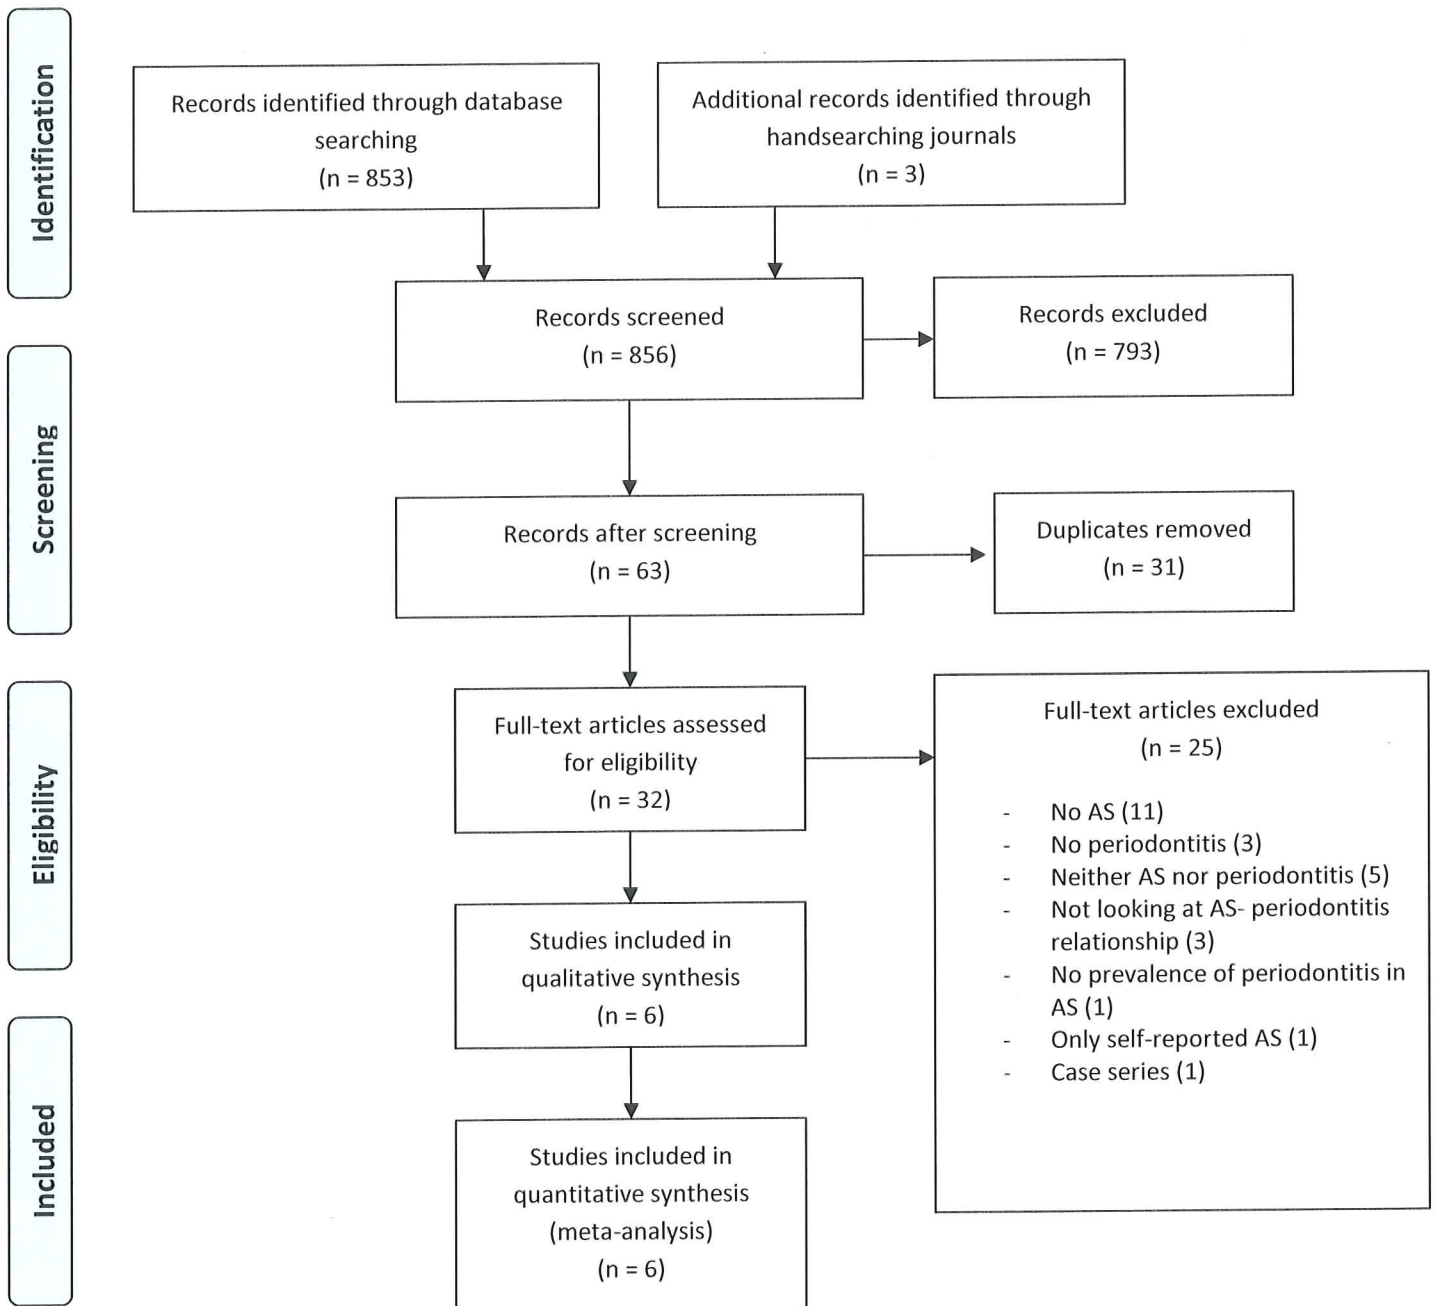 Identification
Records identified through database
searching
(n = 853)
Additional records identified through
handsearching journals
(n = 3)
Records screened
(n = 856)
Records excluded
(n = 793)
Screening
Records after screening
(n = 63)
Duplicates removed
(n = 31)
Eligibility
Full-text articles assessed
for eligibility
(n = 32)
Full-text articles excluded
(n = 25)
- No AS (11)
- No periodontitis (3)
- Neither AS nor periodontitis (5)
- Not looking at AS- periodontitis
relationship (3)
- No prevalence of periodontitis in
AS (1)
- Only self-reported AS (1)
- Case series (1)
Studies included in
qualitative synthesis
(n = 6)
Included
Studies included in
quantitative synthesis
(meta-analysis)
(n = 6)